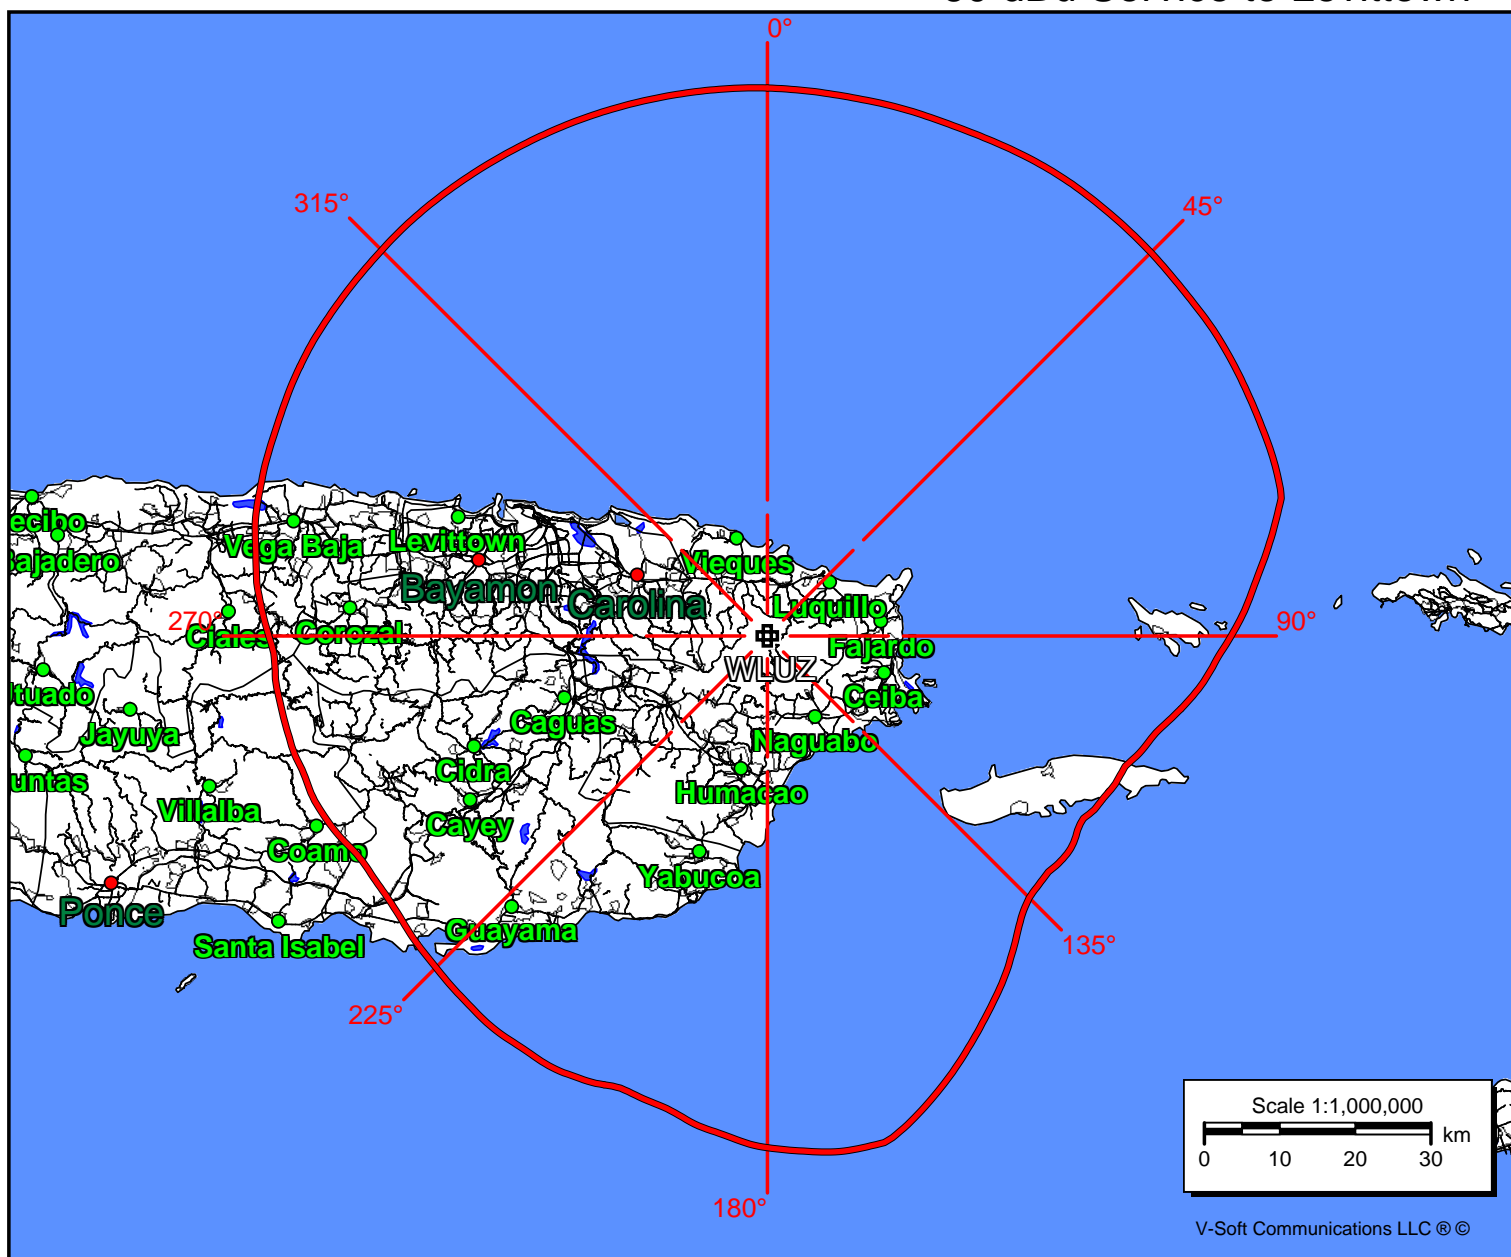 0°
315°
45°
ecibo
Bajadero
Vega Baja
Levittown
Bayamon
Carolina
Vieques
Luquillo
270°
Ciales
Corozal
90°
Fajardo
WLUZ
Ceiba
Utuado
Jayuya
Caguas
Naguabo
untas
Cidra
Humacao
Villalba
Cayey
Coamo
Yabucoa
Ponce
Santa Isabel
Guayama
135°
225°
180°
Scale 1:1,000,000
km
0 10 20 30
V-Soft Communications LLC ® ©